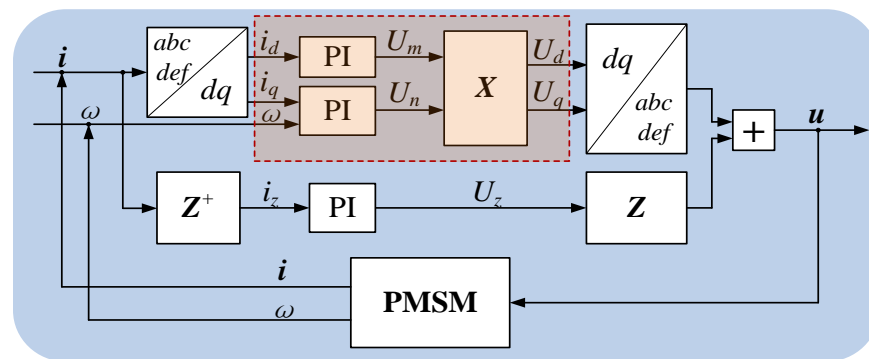 i
abc
def
dq
i_d
PI
U_m
X
U_d
dq
abc
def
i_q
ω
PI
U_n
U_q
ω
+
u
Z⁺
i_z
PI
U_z
Z
i
PMSM
ω